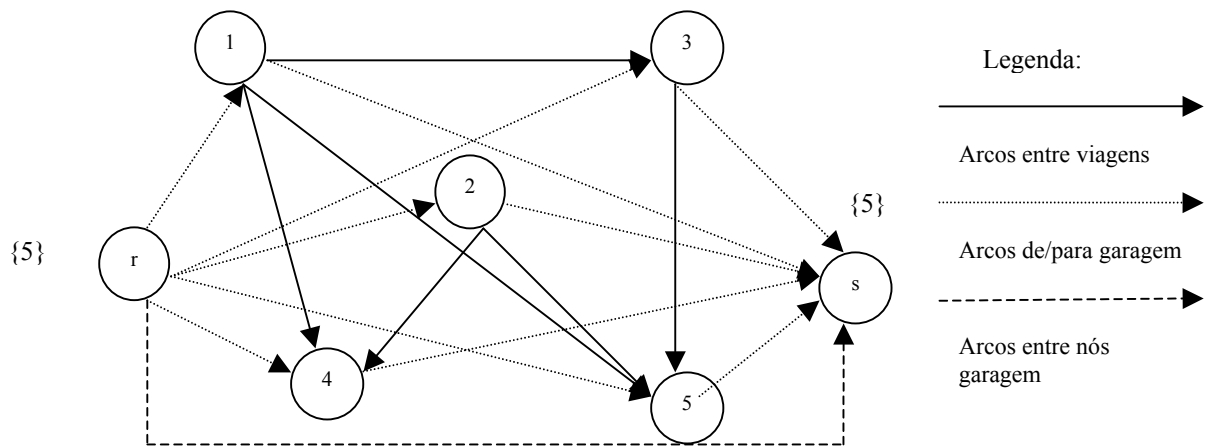 1
3
Legenda:
Arcos entre viagens
2
{5}
{5}
r
s
Arcos de/para garagem
4
5
Arcos entre nós
garagem